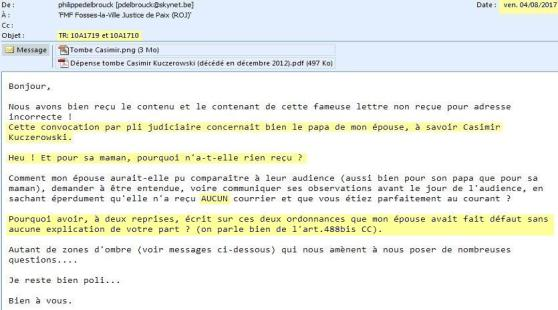 De : philippedelbrouck [pdelbrouck@skynet.be] Date : ven. 04/08/2017
À : 'FMF Fosses-la-Ville Justice de Paix (ROJ)'
Cc :
Objet : TR: 10A1719 et 10A1710
Message Tombe Casimir.png (3 Mo)
Dépense tombe Casimir Kuczerowski (décédé en décembre 2012).pdf (497 Ko)
Bonjour,
Nous avons bien reçu le contenu et le contenant de cette fameuse lettre non reçue pour adresse
incorrecte !
Cette convocation par pli judiciaire concernait bien le papa de mon épouse, à savoir Casimir
Kuczerowski.
Heu ! Et pour sa maman, pourquoi n'a-t-elle rien reçu ?
Comment mon épouse aurait-elle pu comparaître à leur audience (aussi bien pour son papa que pour sa
maman), demander à être entendue, voire communiquer ses observations avant le jour de l'audience, en
sachant éperdument qu'elle n'a reçu AUCUN courrier et que vous étiez parfaitement au courant ?
Pourquoi avoir, à deux reprises, écrit sur ces deux ordonnances que mon épouse avait fait défaut sans
aucune explication de votre part ? (on parle bien de l'art.488bis CC).
Autant de zones d'ombre (voir messages ci-dessous) qui nous amènent à nous poser de nombreuses
questions....
Je reste bien poli...
Bien à vous.